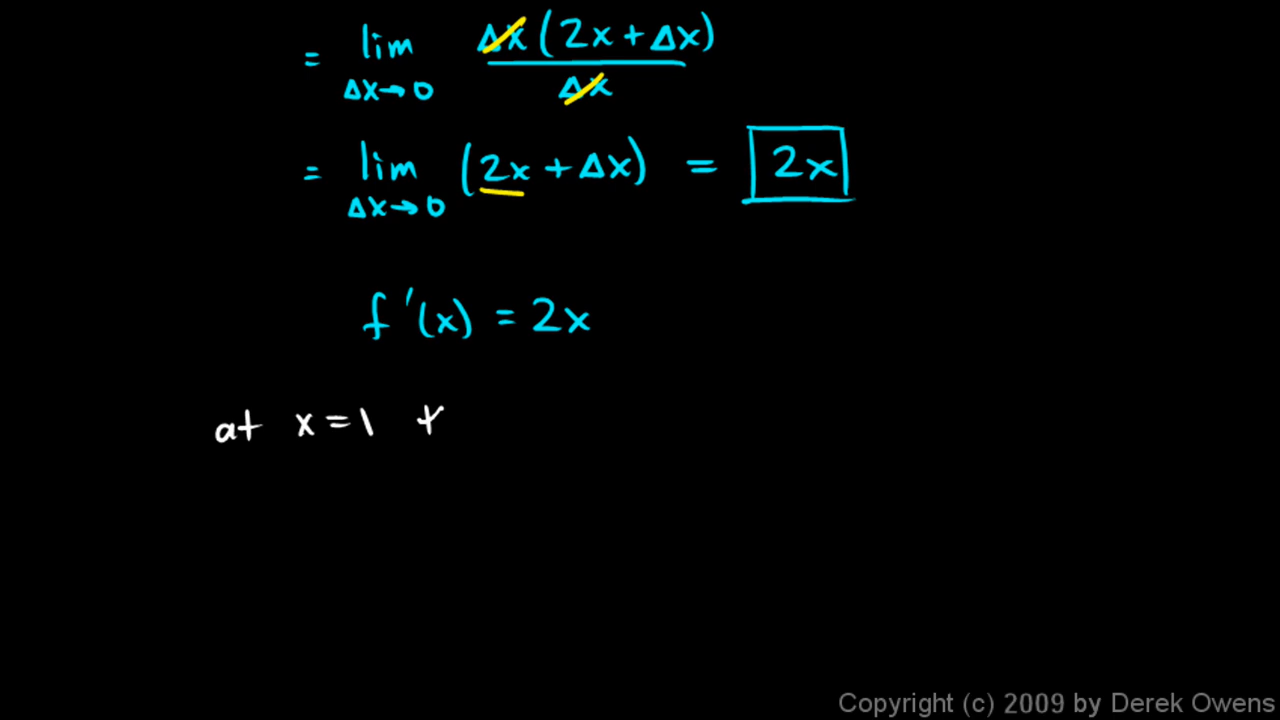 = lim Δx(2x + Δx)
Δx→0 Δx
= lim (2x + Δx) = 2x
Δx→0
f'(x) = 2x
at x = 1
Copyright (c) 2009 by Derek Owens